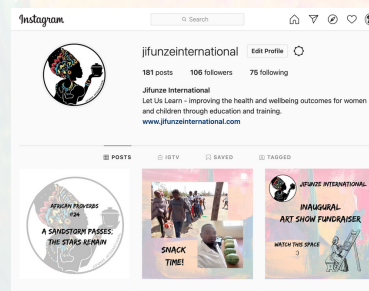 Instagram
Search
jifunzeinternational Edit Profile
181 posts 106 followers 75 following
Jifunze International
Let Us Learn - Improving the health and wellbeing outcomes for women
and children through education and training.
www.jifunzeinternational.com
POSTS IGTV SAVED TAGGED
AFRICAN PROVERBS
#24
A SANDSTORM PASSES;
THE STARS REMAIN
SNACK
TIME!
JIFUNZE INTERNATIONAL
INAUGURAL
ART SHOW FUNDRAISER
WATCH THIS SPACE
:)